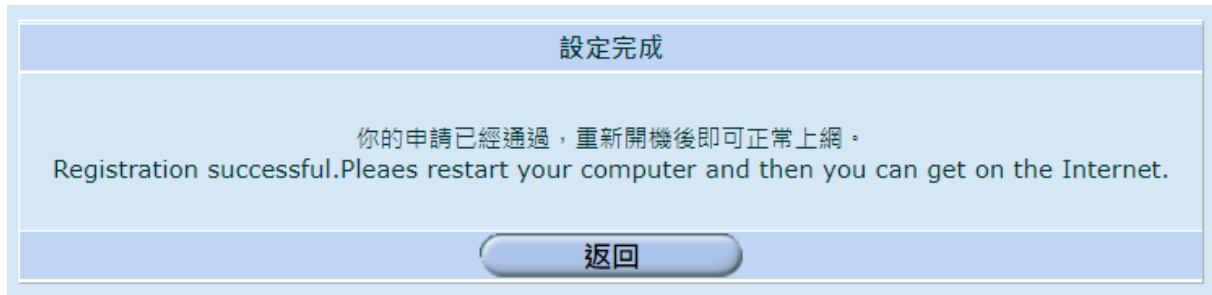 設定完成
你的申請已經通過，重新開機後即可正常上網。
Registration successful.Pleaes restart your computer and then you can get on the Internet.
返回